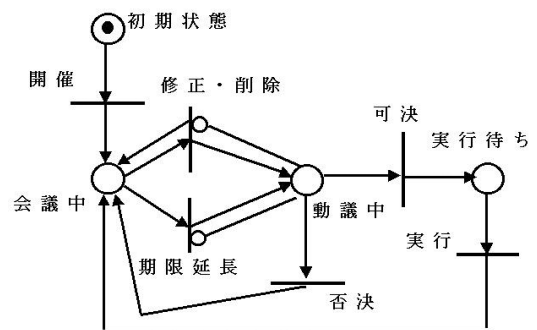 初期状態
開催
修正・削除
可決
実行待ち
会議中
動議中
実行
期限延長
否決